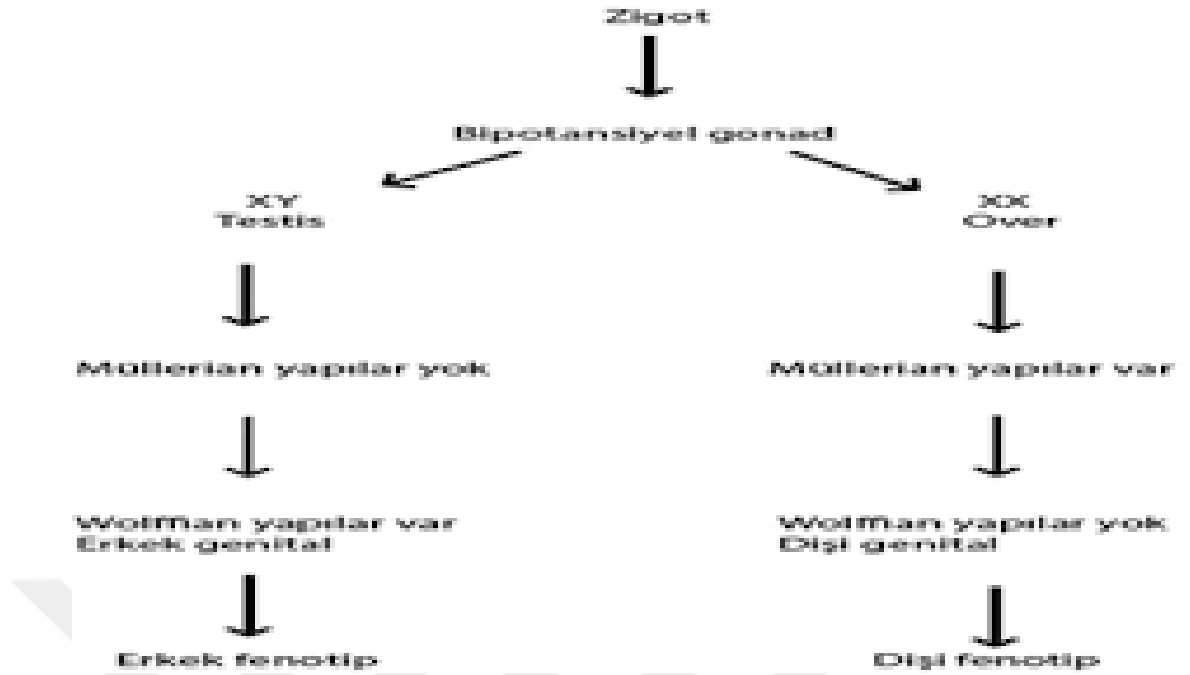 Zigot
Bipotansiyel gonad
XY
Testis
XX
Over
Müllerian yapılar yok
Müllerian yapılar var
Wolffian yapılar var
Erkek genital
Wolffian yapılar yok
Dişi genital
Erkek fenotip
Dişi fenotip